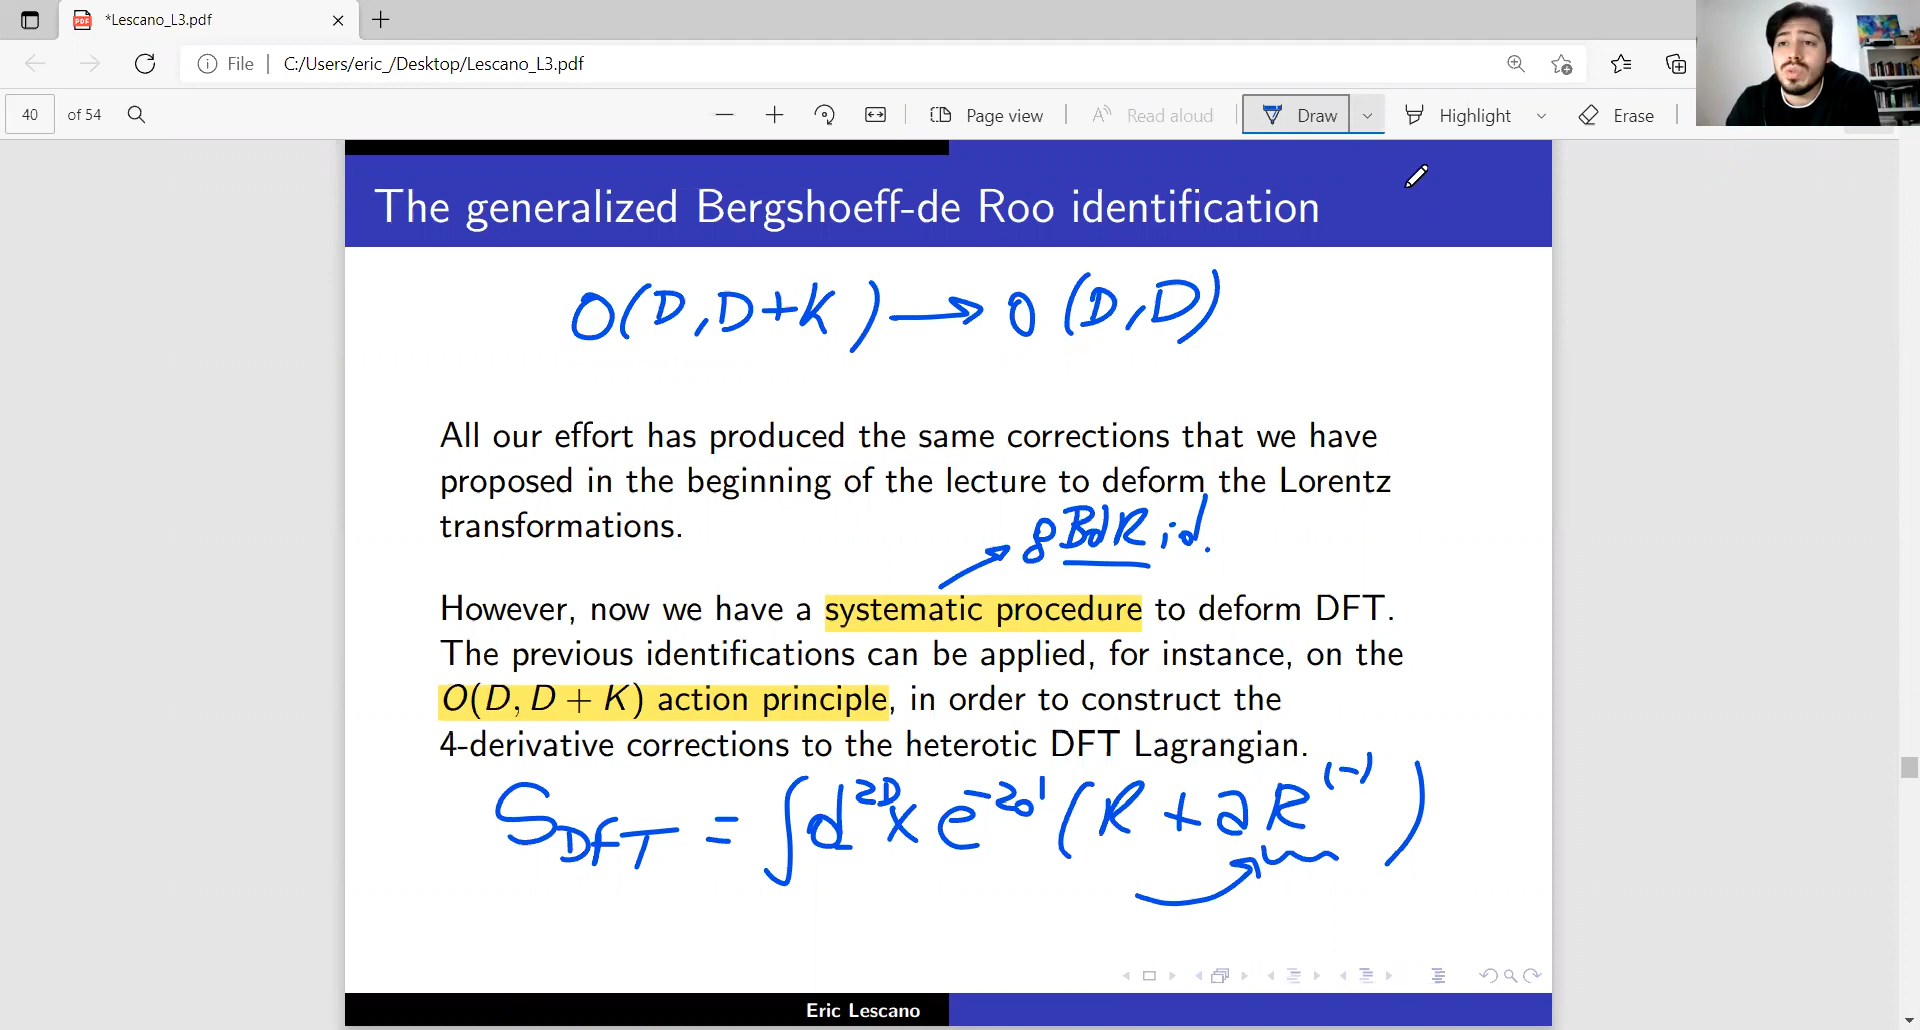 *Lescano_L3.pdf
File | C:/Users/eric_/Desktop/Lescano_L3.pdf
40 of 54
Page view
Read aloud
Draw
Highlight
Erase
The generalized Bergshoeff-de Roo identification
O(D,D+K) → O(D,D)
All our effort has produced the same corrections that we have
proposed in the beginning of the lecture to deform the Lorentz
transformations.
gBdR id.
However, now we have a systematic procedure to deform DFT.
The previous identifications can be applied, for instance, on the
O(D, D + K) action principle, in order to construct the
4-derivative corrections to the heterotic DFT Lagrangian.
S_DFT = ∫d^2D X e^-2d (R + a R^(-))
Eric Lescano